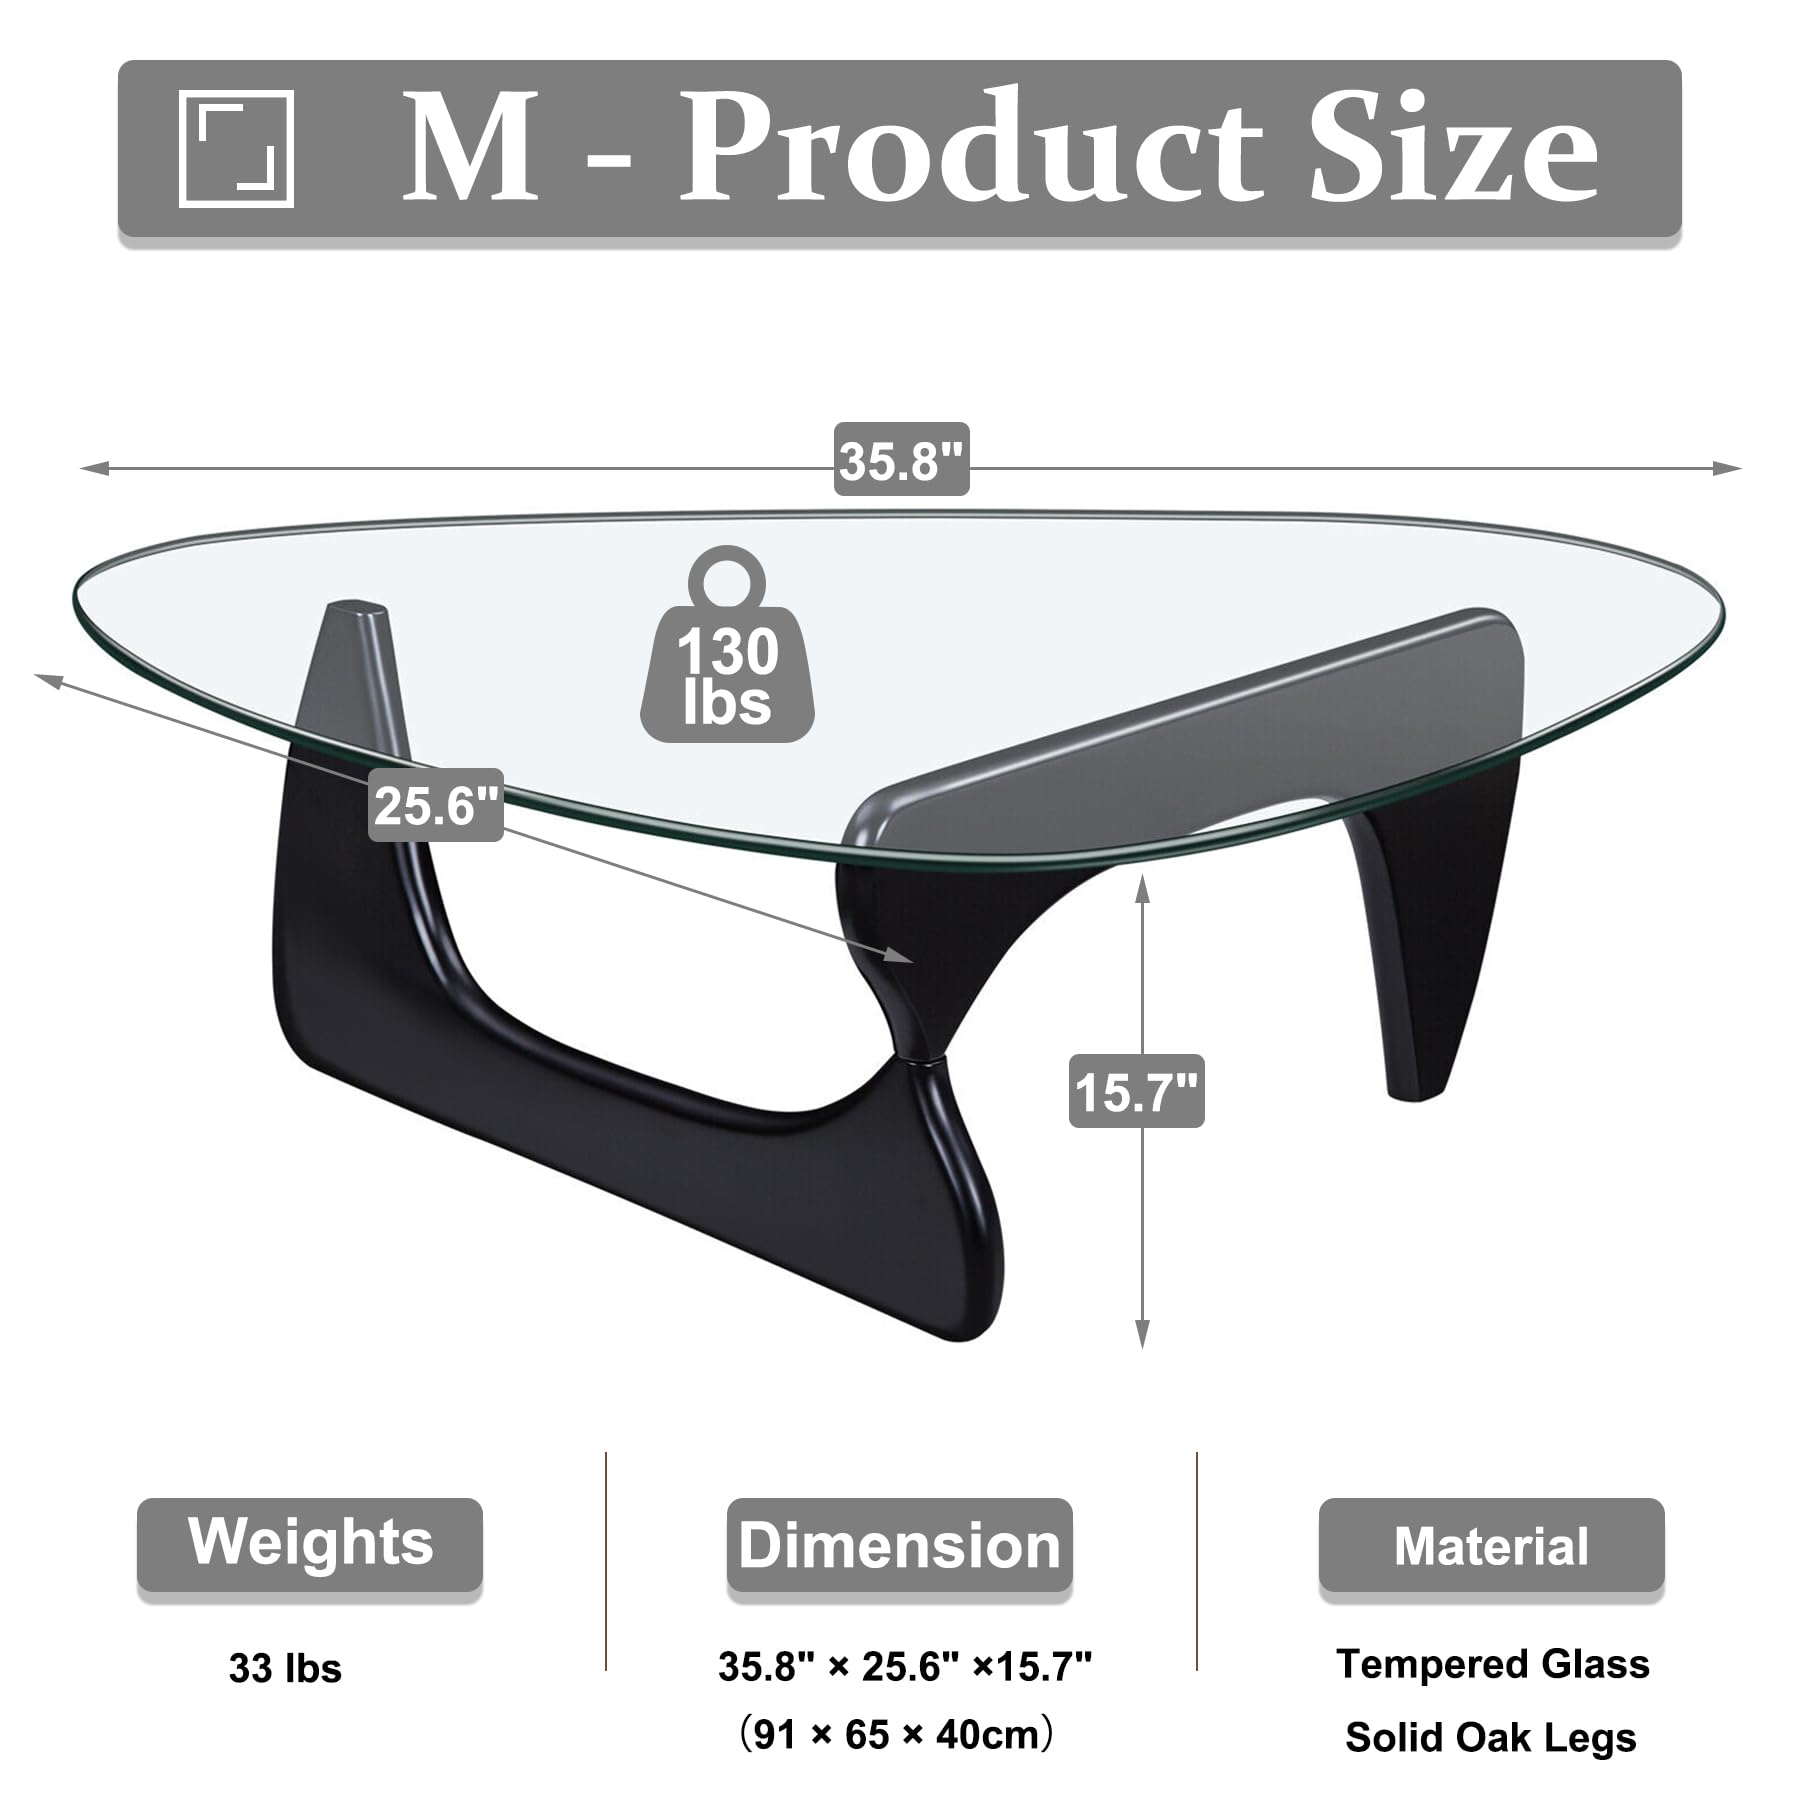 M - Product Size
35.8"
130
lbs
25.6"
15.7"
Weights
33 lbs
Dimension
35.8" × 25.6" ×15.7"
（91 × 65 × 40cm）
Material
Tempered Glass
Solid Oak Legs